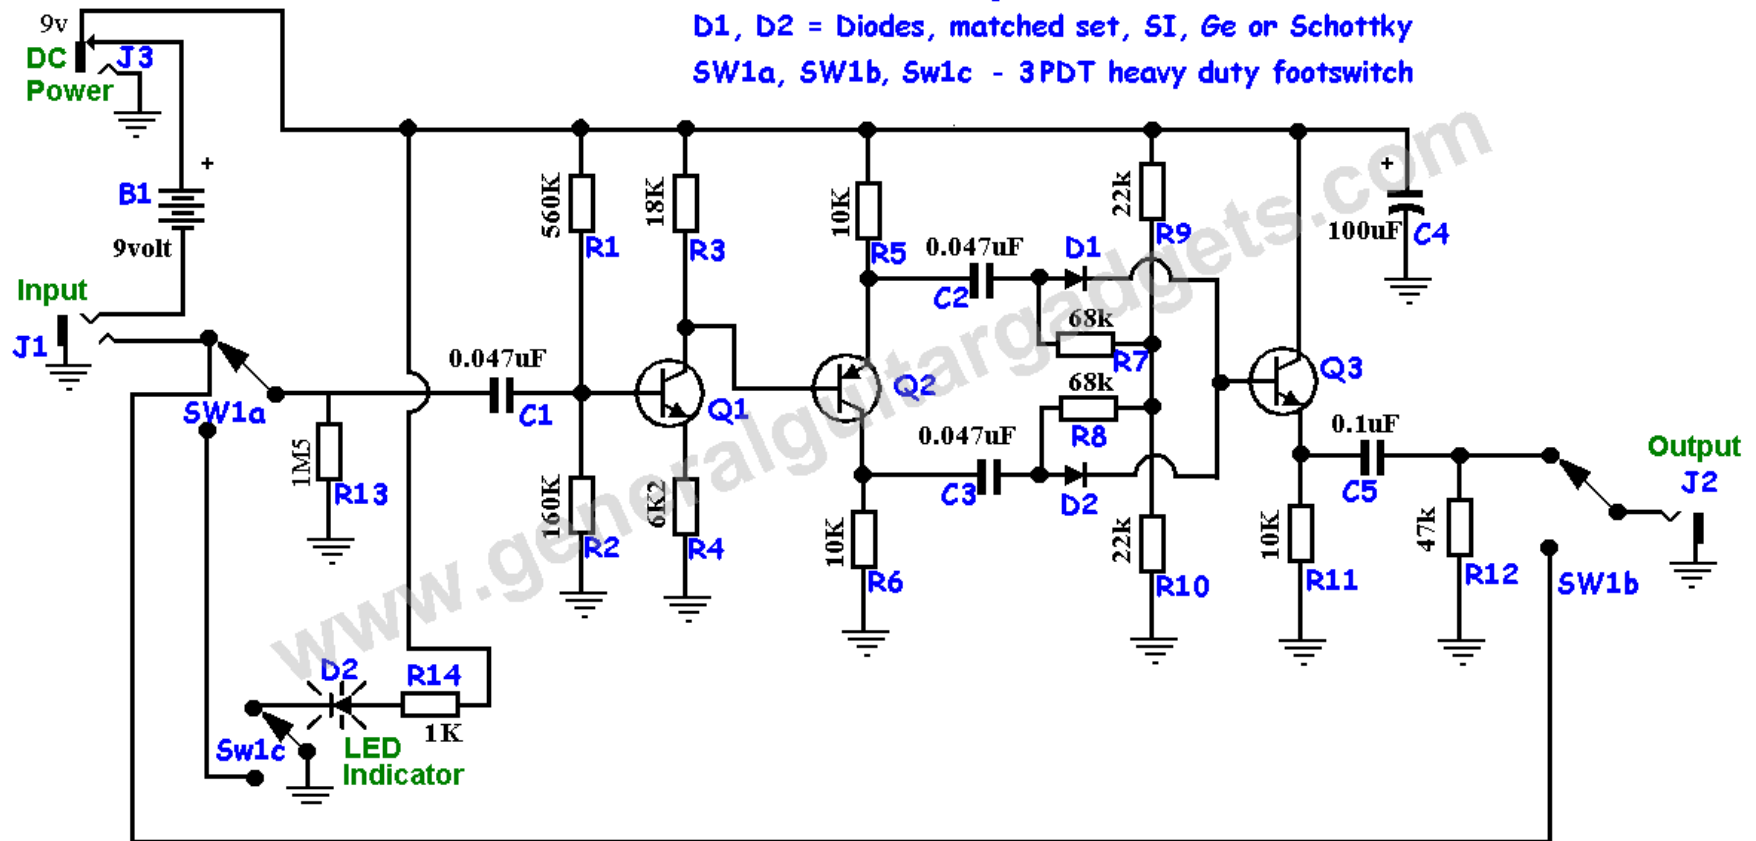 D1, D2 = Diodes, matched set, SI, Ge or Schottky
SW1a, SW1b, Sw1c - 3PDT heavy duty footswitch
9v
DC
Power
J3
+
B1
9volt
Input
J1
SW1a
1M5
R13
0.047uF
C1
560K
R1
160K
R2
18K
R3
Q1
6K2
R4
10K
R5
Q2
10K
R6
0.047uF
C2
D1
68k
R7
68k
R8
0.047uF
C3
D2
22k
R9
22k
R10
Q3
10K
R11
+
100uF
C4
0.1uF
C5
47k
R12
SW1b
Output
J2
D2
R14
1K
Sw1c
LED
Indicator
www.generalguitargadgets.com